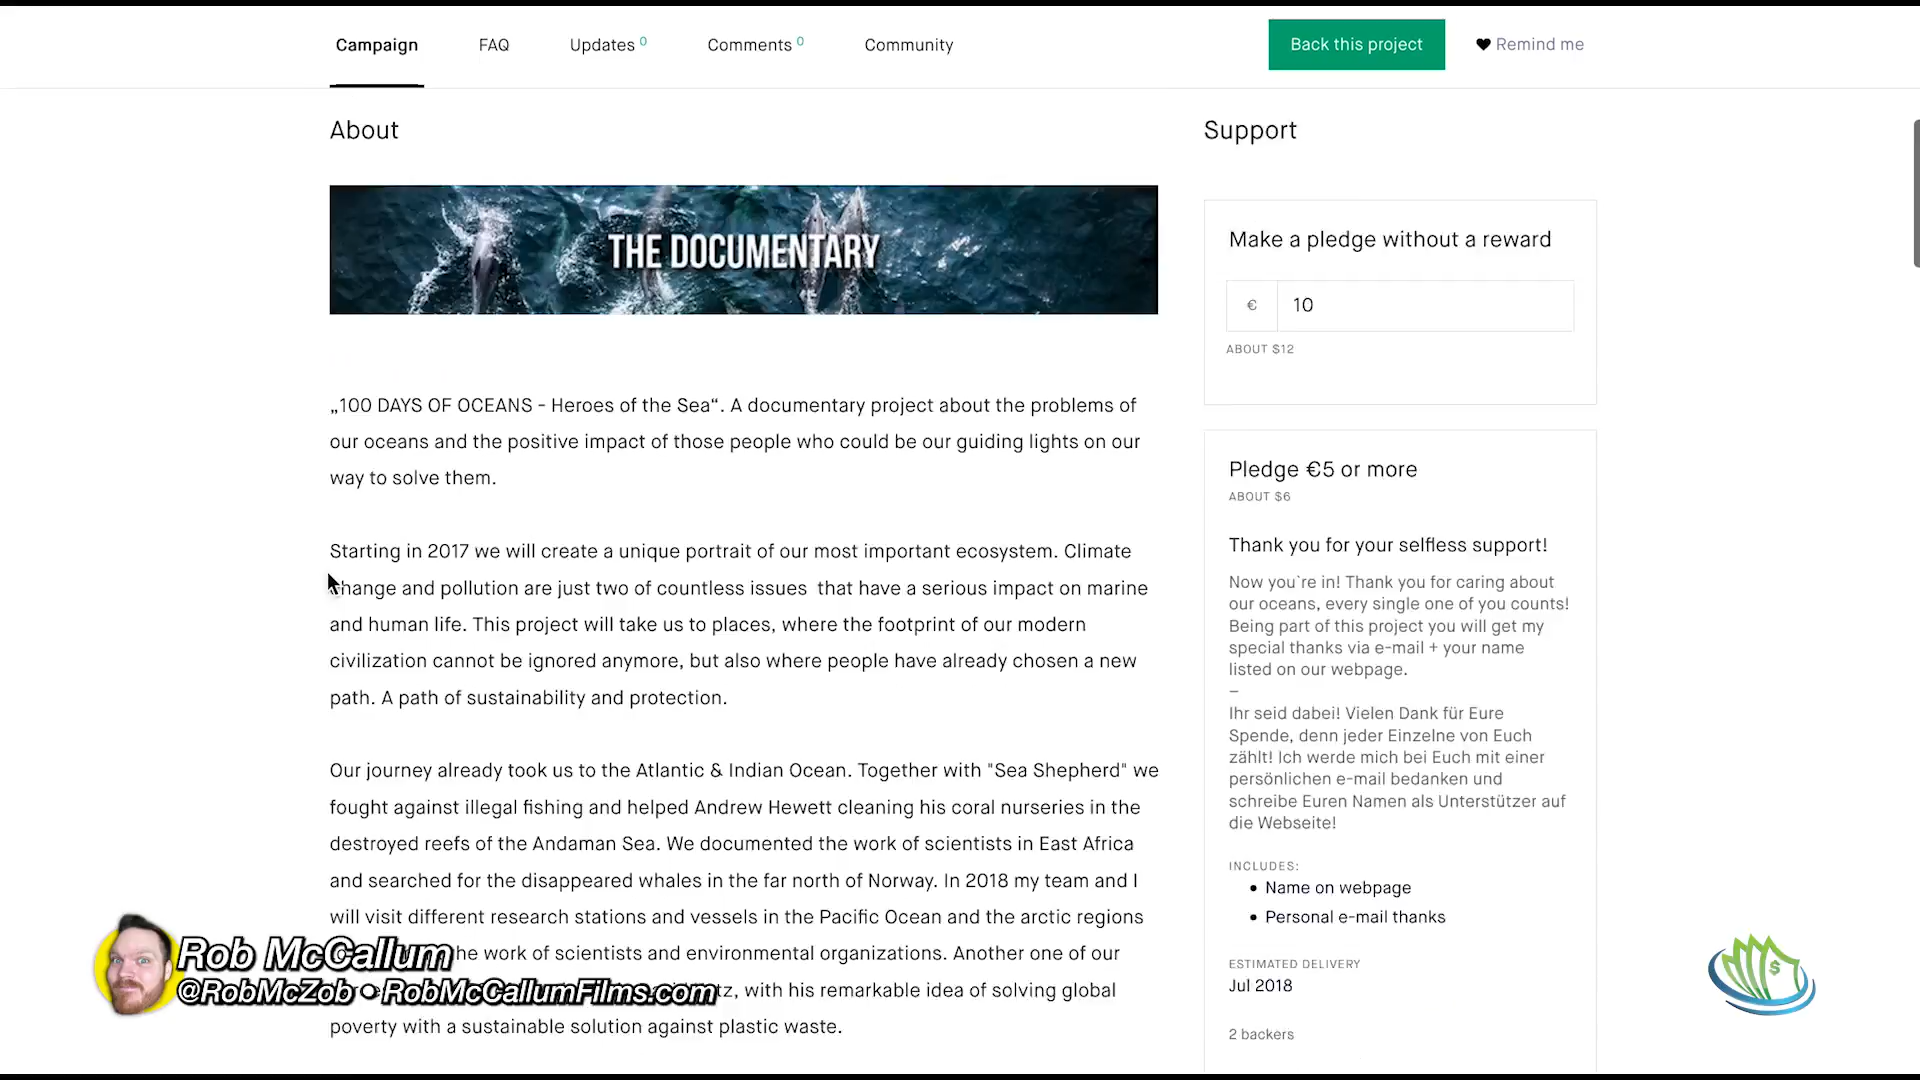 Campaign
FAQ
Updates 0
Comments 0
Community
Back this project
Remind me
About
THE DOCUMENTARY
„100 DAYS OF OCEANS - Heroes of the Sea“. A documentary project about the problems of
our oceans and the positive impact of those people who could be our guiding lights on our
way to solve them.
Starting in 2017 we will create a unique portrait of our most important ecosystem. Climate
change and pollution are just two of countless issues  that have a serious impact on marine
and human life. This project will take us to places, where the footprint of our modern
civilization cannot be ignored anymore, but also where people have already chosen a new
path. A path of sustainability and protection.
Our journey already took us to the Atlantic & Indian Ocean. Together with "Sea Shepherd" we
fought against illegal fishing and helped Andrew Hewett cleaning his coral nurseries in the
destroyed reefs of the Andaman Sea. We documented the work of scientists in East Africa
and searched for the disappeared whales in the far north of Norway. In 2018 my team and I
will visit different research stations and vessels in the Pacific Ocean and the arctic regions
the work of scientists and environmental organizations. Another one of our
with his remarkable idea of solving global
poverty with a sustainable solution against plastic waste.
Rob McCallum
@RobMcZob • RobMcCallumFilms.com
Support
Make a pledge without a reward
€ 10
ABOUT $12
Pledge €5 or more
ABOUT $6
Thank you for your selfless support!
Now you`re in! Thank you for caring about
our oceans, every single one of you counts!
Being part of this project you will get my
special thanks via e-mail + your name
listed on our webpage.
–
Ihr seid dabei! Vielen Dank für Eure
Spende, denn jeder Einzelne von Euch
zählt! Ich werde mich bei Euch mit einer
persönlichen e-mail bedanken und
schreibe Euren Namen als Unterstützer auf
die Webseite!
INCLUDES:
• Name on webpage
• Personal e-mail thanks
ESTIMATED DELIVERY
Jul 2018
2 backers
$